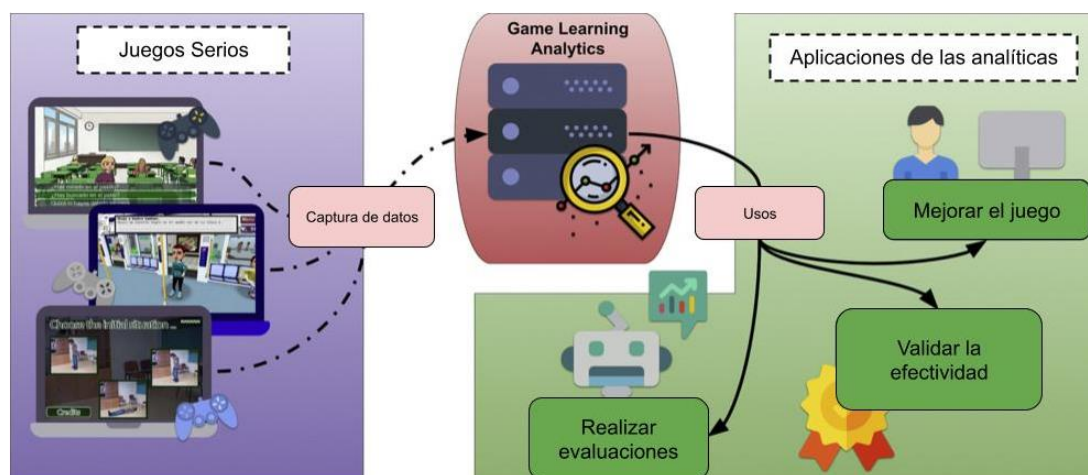 Juegos Serios
Game Learning
Analytics
Aplicaciones de las analíticas
Captura de datos
Usos
Mejorar el juego
Validar la
efectividad
Realizar
evaluaciones
Choose the initial situation ...
Credits